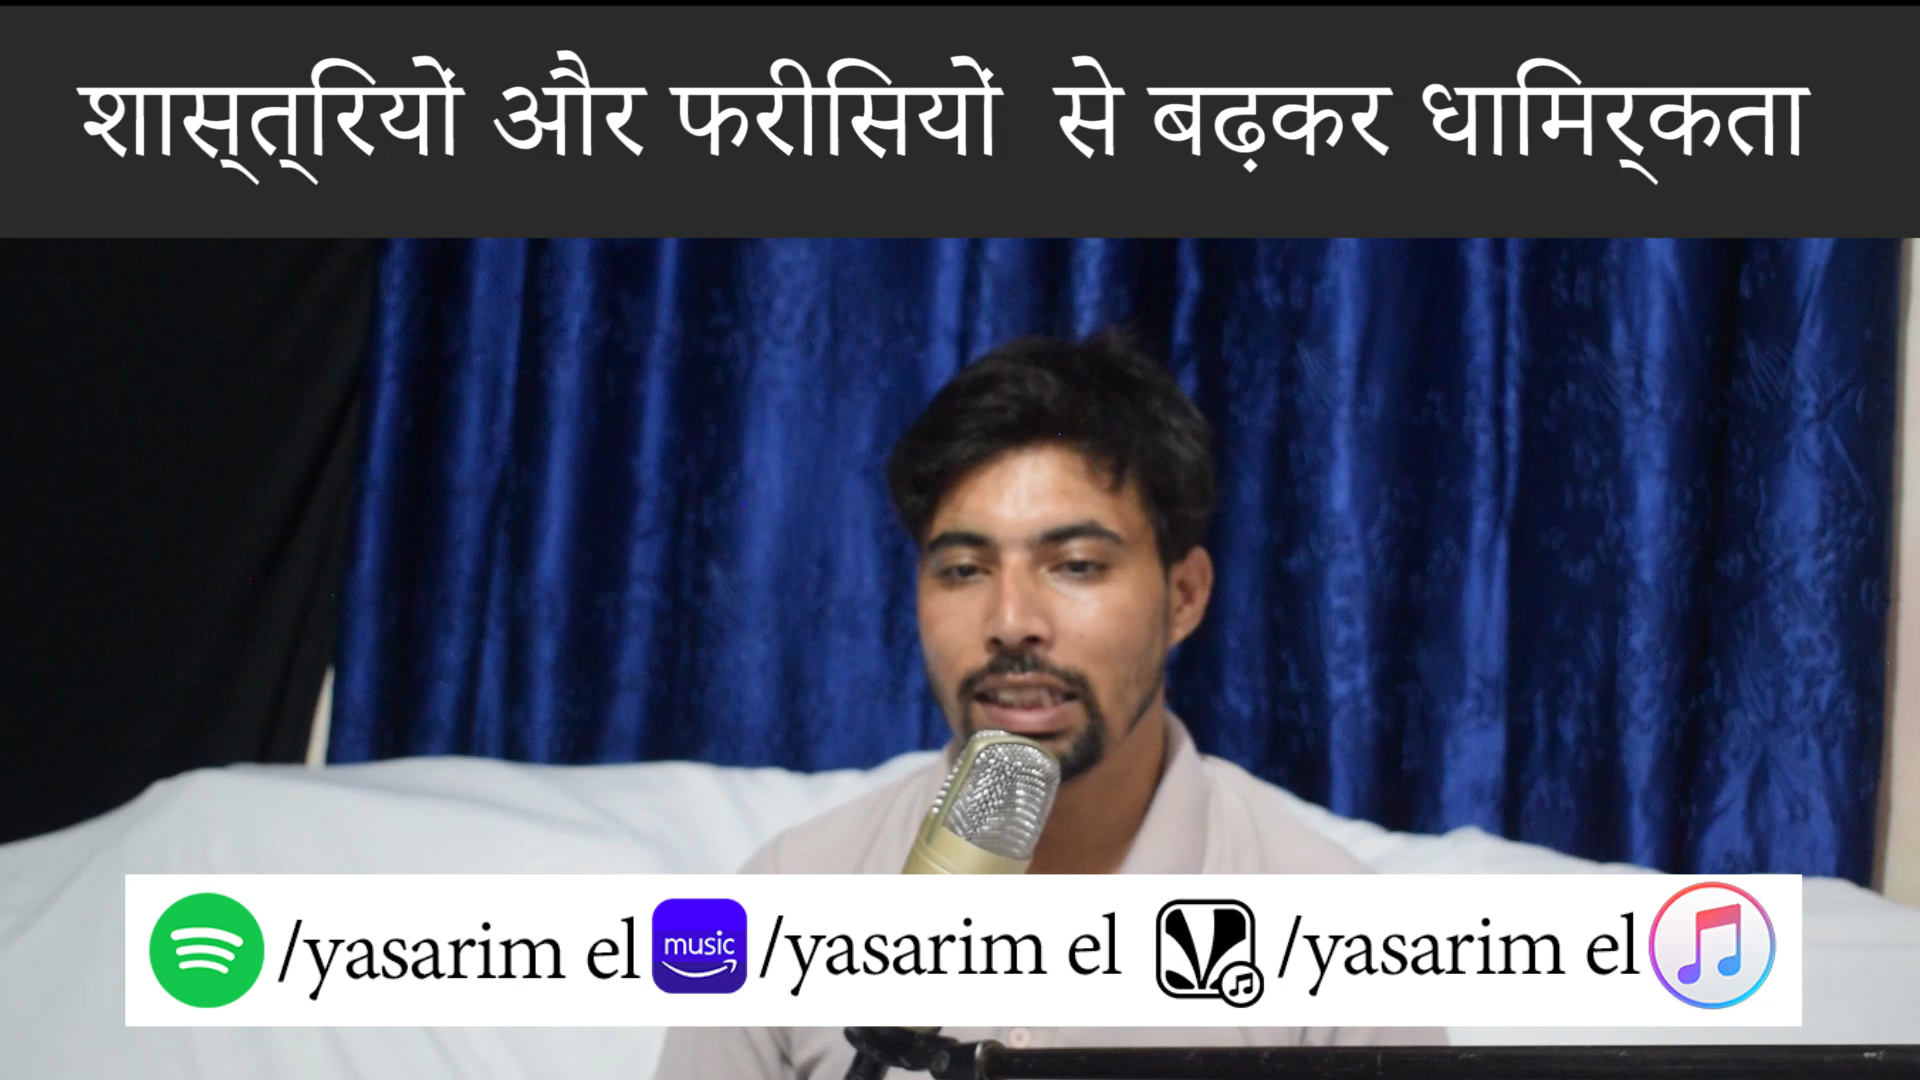 शास्त्रियों और फरीसियों से बढ़कर धार्मिकता
/yasarim el music /yasarim el /yasarim el